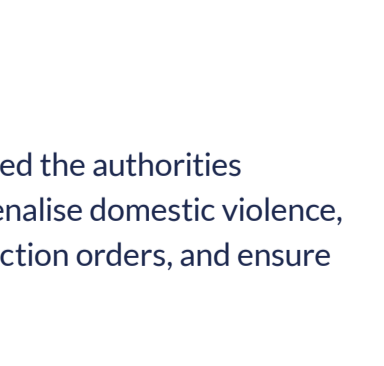 ed the authorities
enalise domestic violence,
ction orders, and ensure